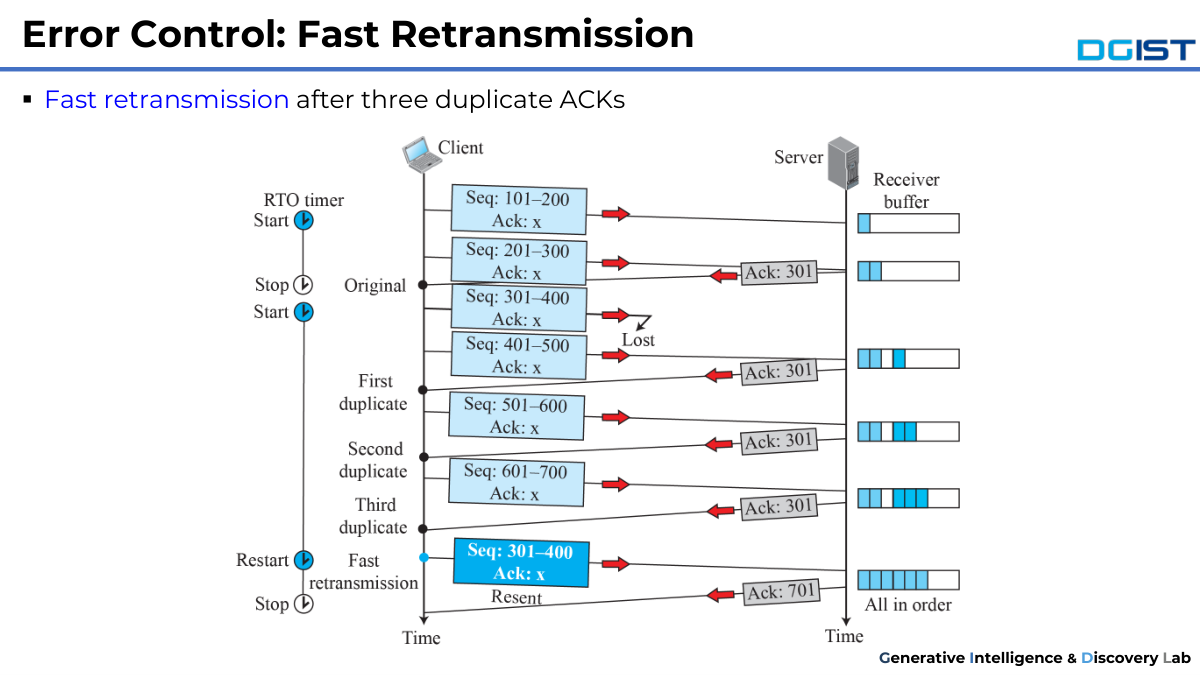 Error Control: Fast Retransmission
DGIST
▪ Fast retransmission after three duplicate ACKs
Client
Server
Receiver
buffer
RTO timer
Start
Seq: 101–200
Ack: x
Seq: 201–300
Ack: x
Ack: 301
Stop
Original
Start
Seq: 301–400
Ack: x
Lost
Seq: 401–500
Ack: x
Ack: 301
First
duplicate
Seq: 501–600
Ack: x
Ack: 301
Second
duplicate
Seq: 601–700
Ack: x
Ack: 301
Third
duplicate
Restart
Fast
retransmission
Seq: 301–400
Ack: x
Resent
Ack: 701
All in order
Stop
Time
Time
Generative Intelligence & Discovery Lab